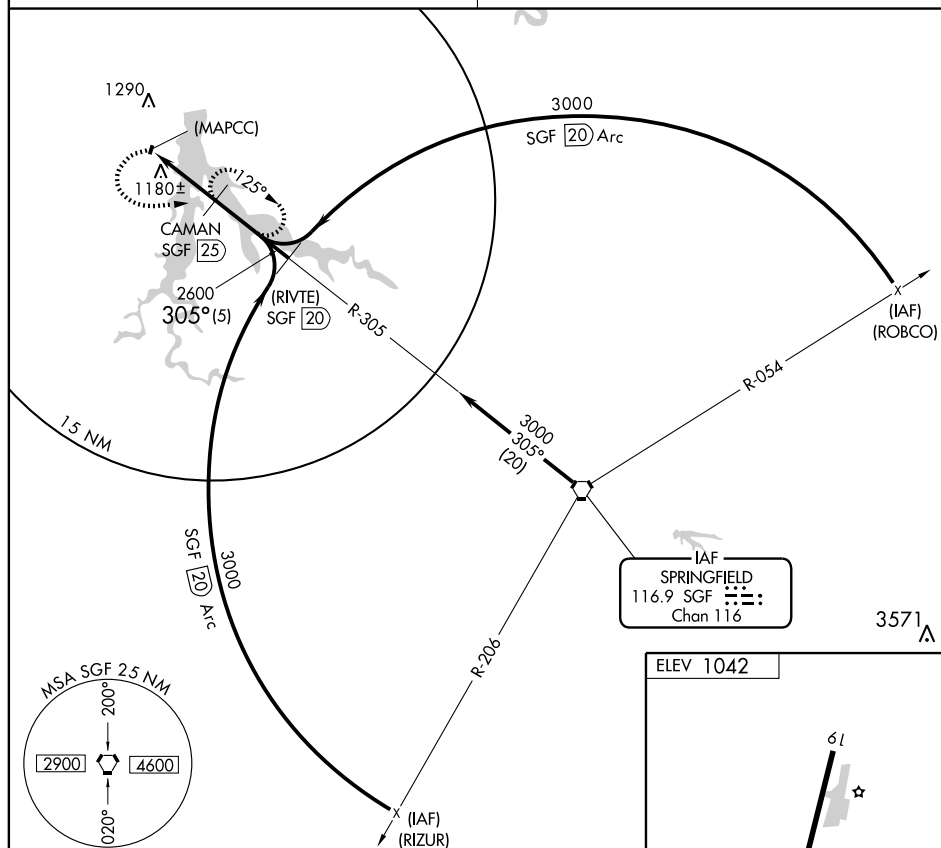 1290
(MAPCC)
3000
SGF 20 Arc
1180±
125°
CAMAN
SGF 25
2600
305° (5)
(RIVTE)
SGF 20
R-305
(IAF)
(ROBCO)
R-054
15 NM
3000
305°
(20)
SGF 20 Arc
3000
IAF
SPRINGFIELD
116.9 SGF
Chan 116
R-206
3571
MSA SGF 25 NM
200°
2900
4600
020°
(IAF)
(RIZUR)
ELEV 1042
19